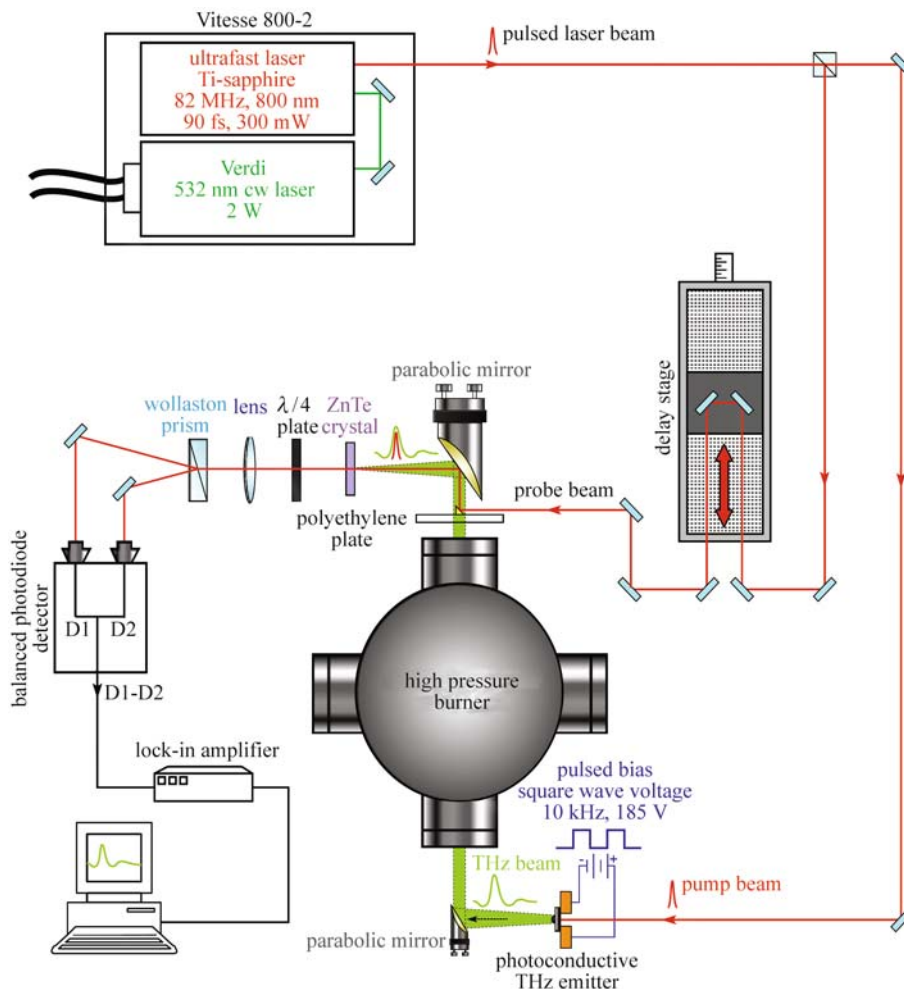 Vitesse 800-2
ultrafast laser
Ti-sapphire
82 MHz, 800 nm
90 fs, 300 mW
Verdi
532 nm cw laser
2 W
pulsed laser beam
delay stage
parabolic mirror
wollaston
prism
lens
λ/4
plate
ZnTe
crystal
probe beam
polyethylene
plate
balanced photodiode
detector
D1
D2
D1-D2
high pressure
burner
lock-in amplifier
pulsed bias
square wave voltage
10 kHz, 185 V
- +
THz beam
pump beam
parabolic mirror
photoconductive
THz emitter